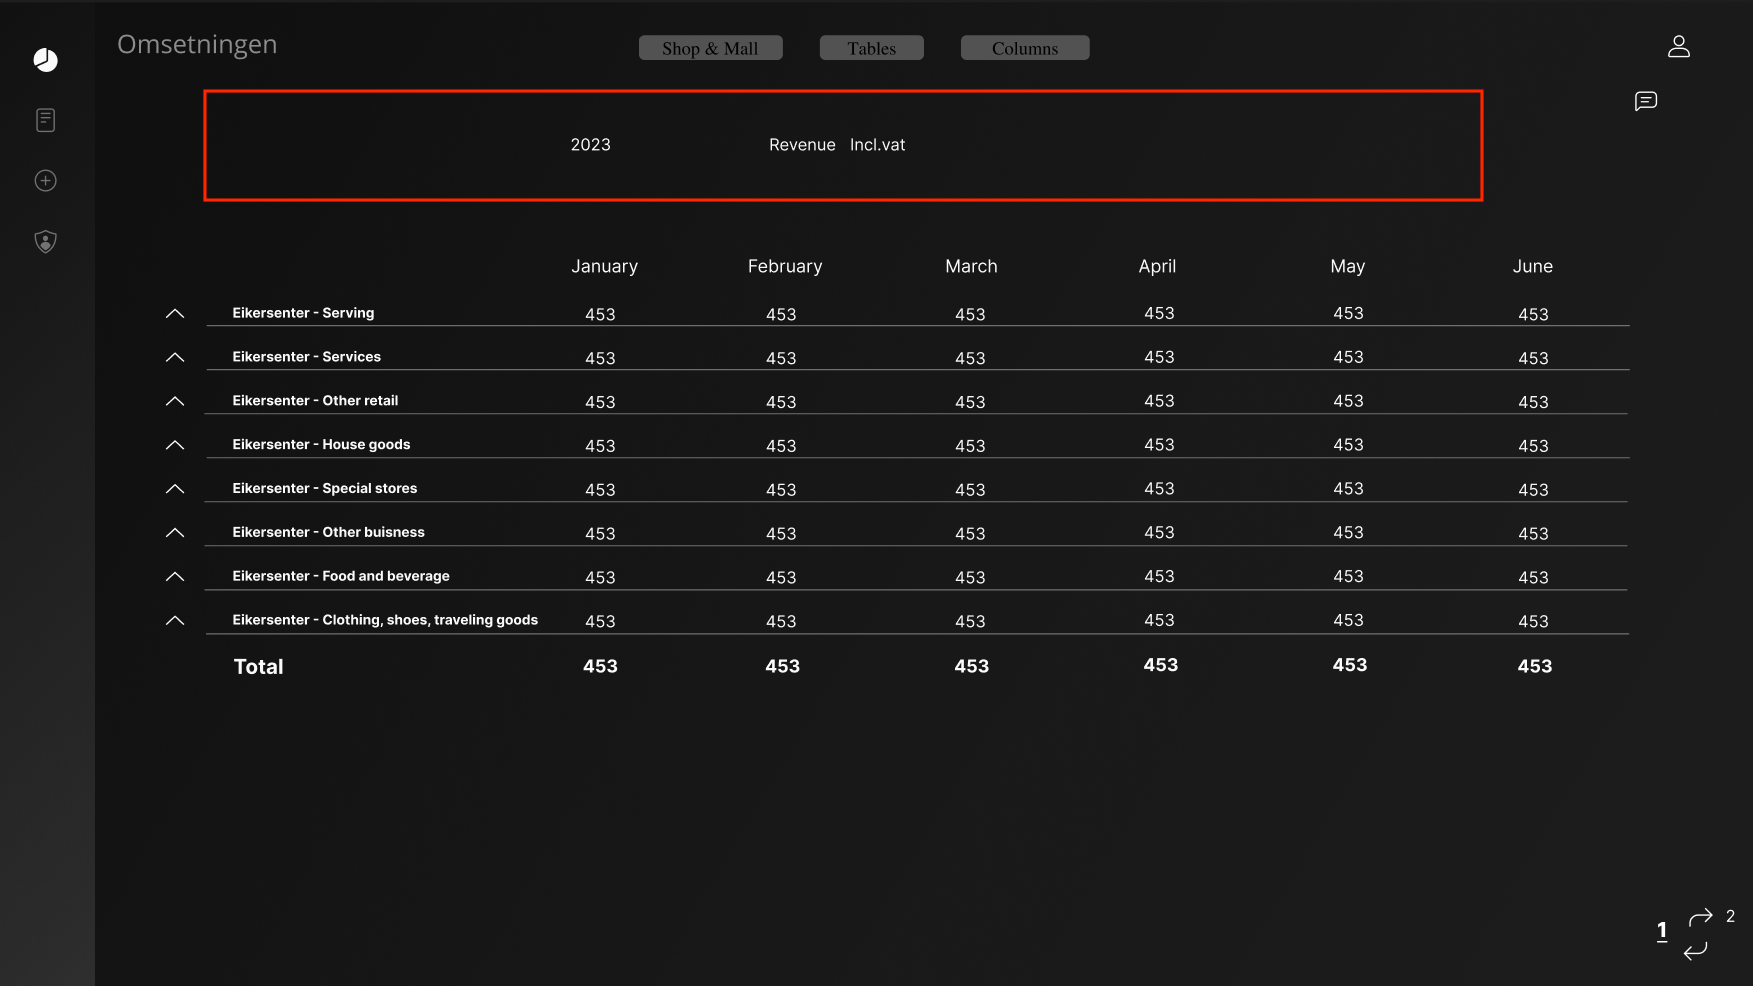 Omsetningen
Shop & Mall Tables Columns
2023 Revenue Incl.vat
January February March April May June
Eikersenter - Serving 453 453 453 453 453 453
Eikersenter - Services 453 453 453 453 453 453
Eikersenter - Other retail 453 453 453 453 453 453
Eikersenter - House goods 453 453 453 453 453 453
Eikersenter - Special stores 453 453 453 453 453 453
Eikersenter - Other buisness 453 453 453 453 453 453
Eikersenter - Food and beverage 453 453 453 453 453 453
Eikersenter - Clothing, shoes, traveling goods 453 453 453 453 453 453
Total 453 453 453 453 453 453
1 2